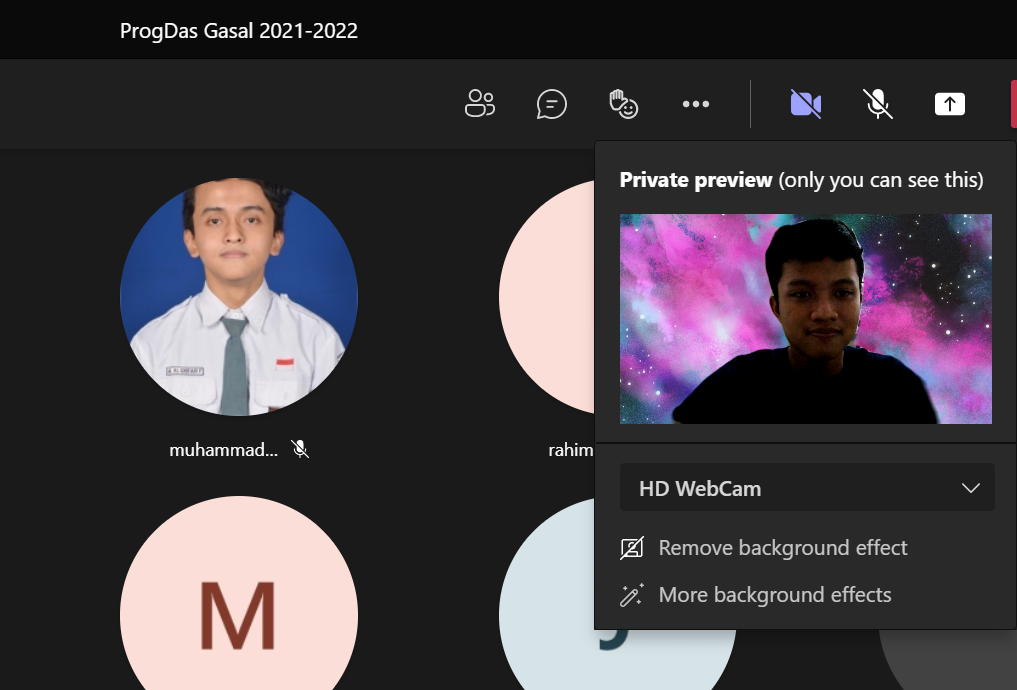 ProgDas Gasal 2021-2022
Private preview (only you can see this)
muhammad...
rahim
HD WebCam
Remove background effect
More background effects
M